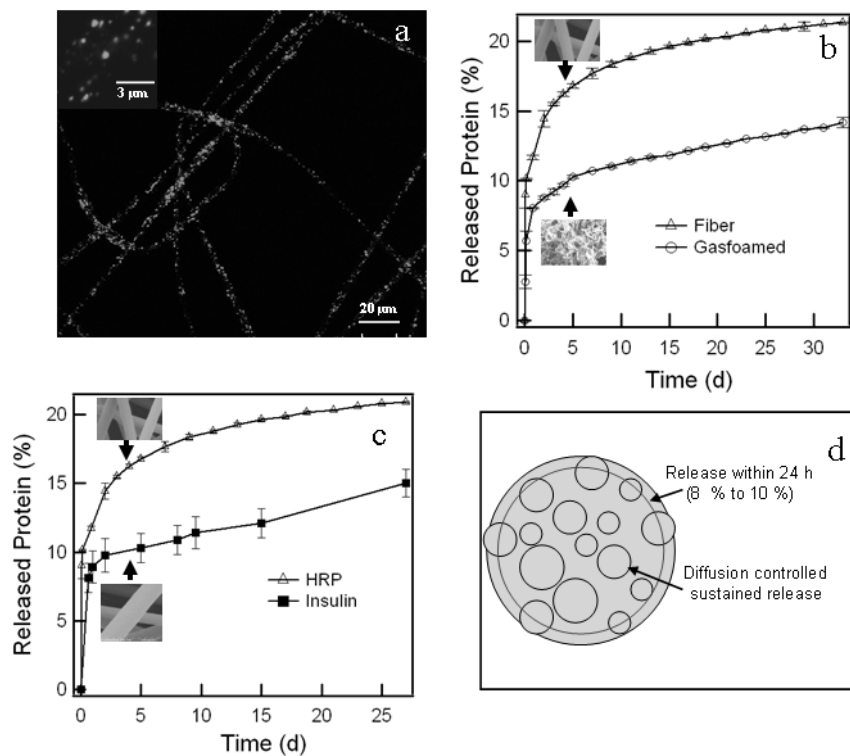 a
3 μm
20 μm
b
Released Protein (%)
20
15
10
5
0
Fiber
Gasfoamed
0 5 10 15 20 25 30
Time (d)
c
Released Protein (%)
20
15
10
5
0
HRP
Insulin
0 5 10 15 20 25
Time (d)
d
Release within 24 h
(8 % to 10 %)
Diffusion controlled
sustained release